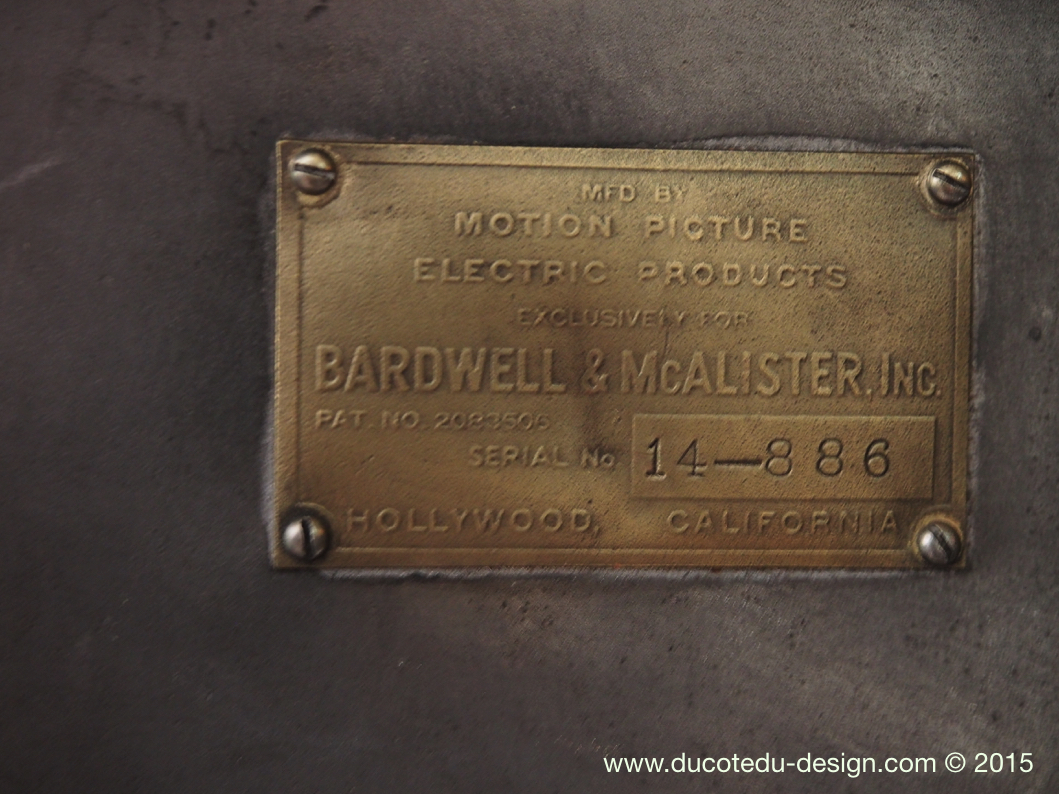 MFD BY
MOTION PICTURE
ELECTRIC PRODUCTS
EXCLUSIVELY FOR
BARDWELL & McALISTER, INC.
PAT. NO. 2083506
SERIAL No 14—886
HOLLYWOOD, CALIFORNIA
www.ducotedu-design.com © 2015